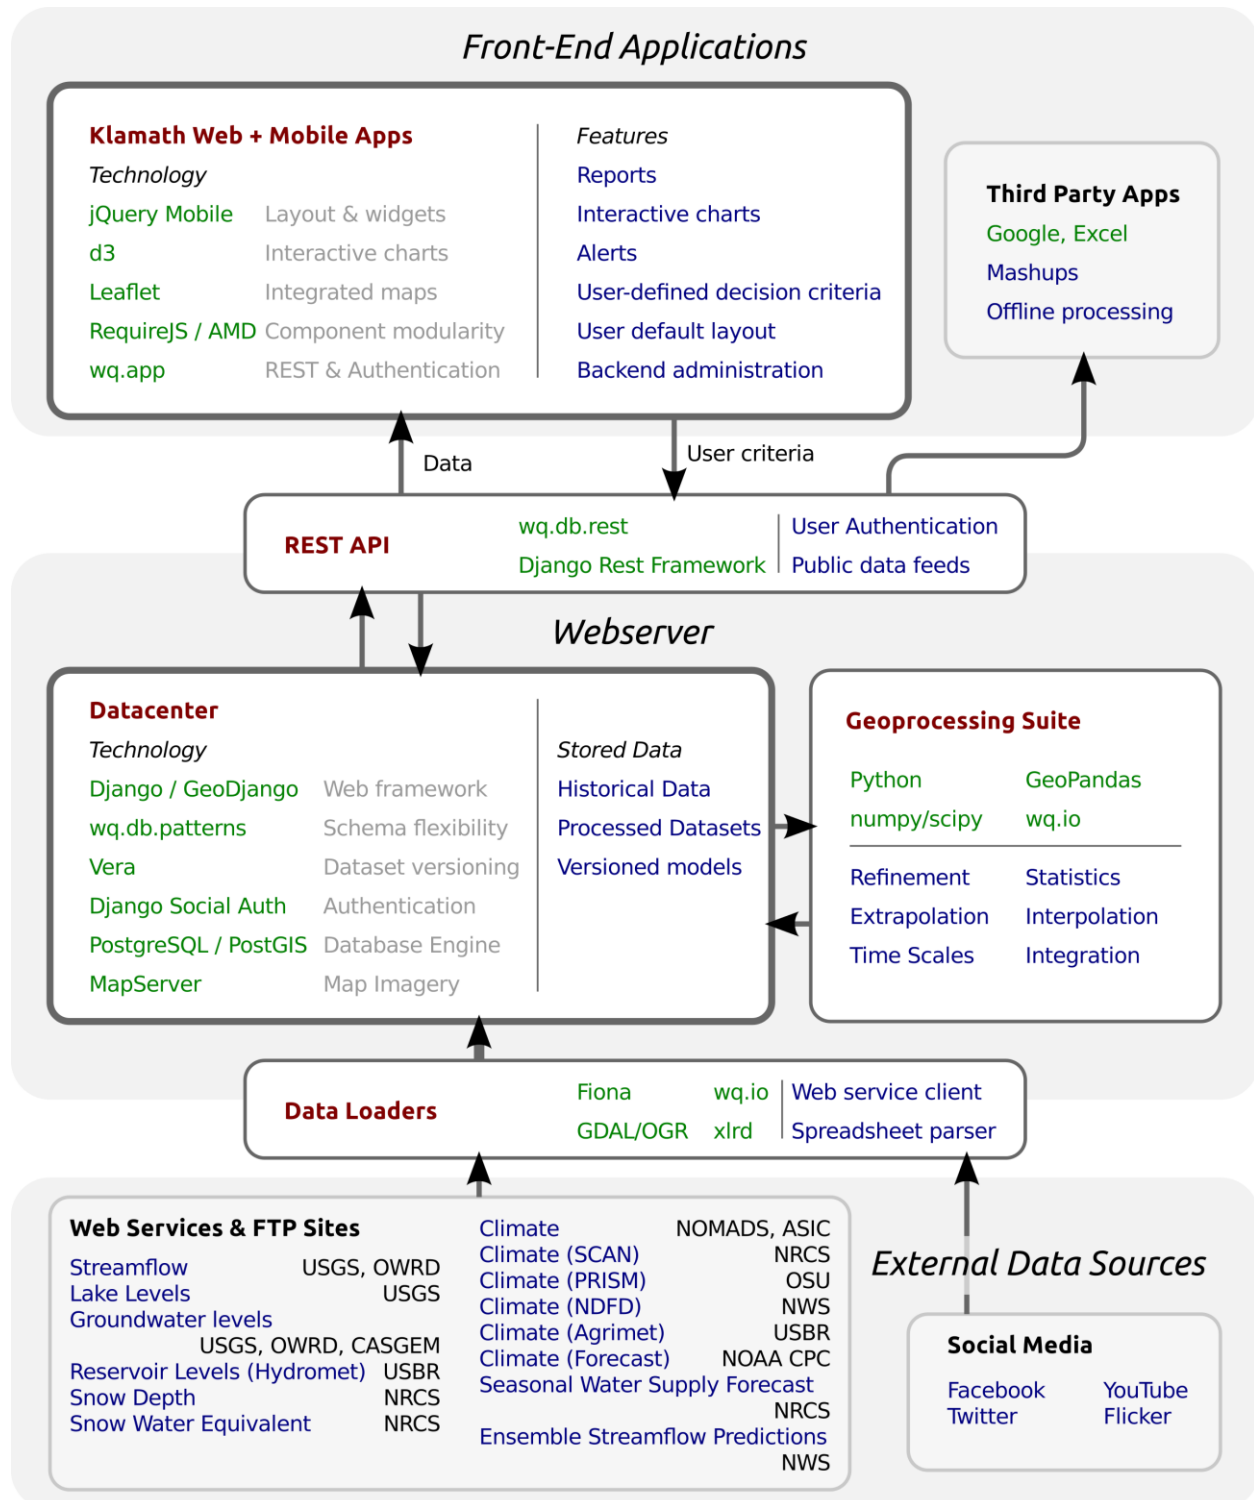 Front-End Applications
Klamath Web + Mobile Apps
Technology
jQuery Mobile Layout & widgets
d3 Interactive charts
Leaflet Integrated maps
RequireJS / AMD Component modularity
wq.app REST & Authentication
Features
Reports
Interactive charts
Alerts
User-defined decision criteria
User default layout
Backend administration
Third Party Apps
Google, Excel
Mashups
Offline processing
Data
User criteria
REST API
wq.db.rest
Django Rest Framework
User Authentication
Public data feeds
Webserver
Datacenter
Technology
Django / GeoDjango Web framework
wq.db.patterns Schema flexibility
Vera Dataset versioning
Django Social Auth Authentication
PostgreSQL / PostGIS Database Engine
MapServer Map Imagery
Stored Data
Historical Data
Processed Datasets
Versioned models
Geoprocessing Suite
Python GeoPandas
numpy/scipy wq.io
Refinement Statistics
Extrapolation Interpolation
Time Scales Integration
Data Loaders
Fiona wq.io
GDAL/OGR xlrd
Web service client
Spreadsheet parser
Web Services & FTP Sites
Streamflow USGS, OWRD
Lake Levels USGS
Groundwater levels
USGS, OWRD, CASGEM
Reservoir Levels (Hydromet) USBR
Snow Depth NRCS
Snow Water Equivalent NRCS
Climate NOMADS, ASIC
Climate (SCAN) NRCS
Climate (PRISM) OSU
Climate (NDFD) NWS
Climate (Agrimet) USBR
Climate (Forecast) NOAA CPC
Seasonal Water Supply Forecast
NRCS
Ensemble Streamflow Predictions
NWS
External Data Sources
Social Media
Facebook YouTube
Twitter Flicker